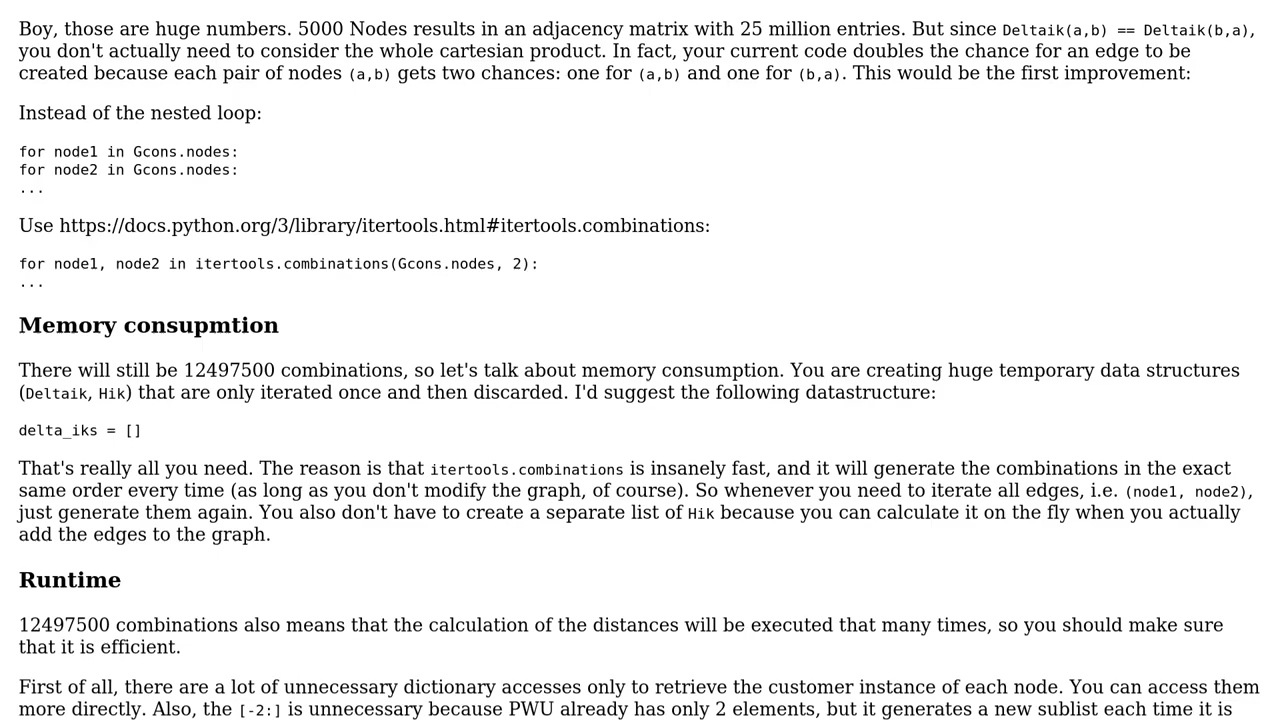 Boy, those are huge numbers. 5000 Nodes results in an adjacency matrix with 25 million entries. But since Deltaik(a,b) == Deltaik(b,a),
you don't actually need to consider the whole cartesian product. In fact, your current code doubles the chance for an edge to be
created because each pair of nodes (a,b) gets two chances: one for (a,b) and one for (b,a). This would be the first improvement:
Instead of the nested loop:
for node1 in Gcons.nodes:
for node2 in Gcons.nodes:
...
Use https://docs.python.org/3/library/itertools.html#itertools.combinations:
for node1, node2 in itertools.combinations(Gcons.nodes, 2):
...
Memory consupmtion
There will still be 12497500 combinations, so let's talk about memory consumption. You are creating huge temporary data structures
(Deltaik, Hik) that are only iterated once and then discarded. I'd suggest the following datastructure:
delta_iks = []
That's really all you need. The reason is that itertools.combinations is insanely fast, and it will generate the combinations in the exact
same order every time (as long as you don't modify the graph, of course). So whenever you need to iterate all edges, i.e. (node1, node2),
just generate them again. You also don't have to create a separate list of Hik because you can calculate it on the fly when you actually
add the edges to the graph.
Runtime
12497500 combinations also means that the calculation of the distances will be executed that many times, so you should make sure
that it is efficient.
First of all, there are a lot of unnecessary dictionary accesses only to retrieve the customer instance of each node. You can access them
more directly. Also, the [-2:] is unnecessary because PWU already has only 2 elements, but it generates a new sublist each time it is